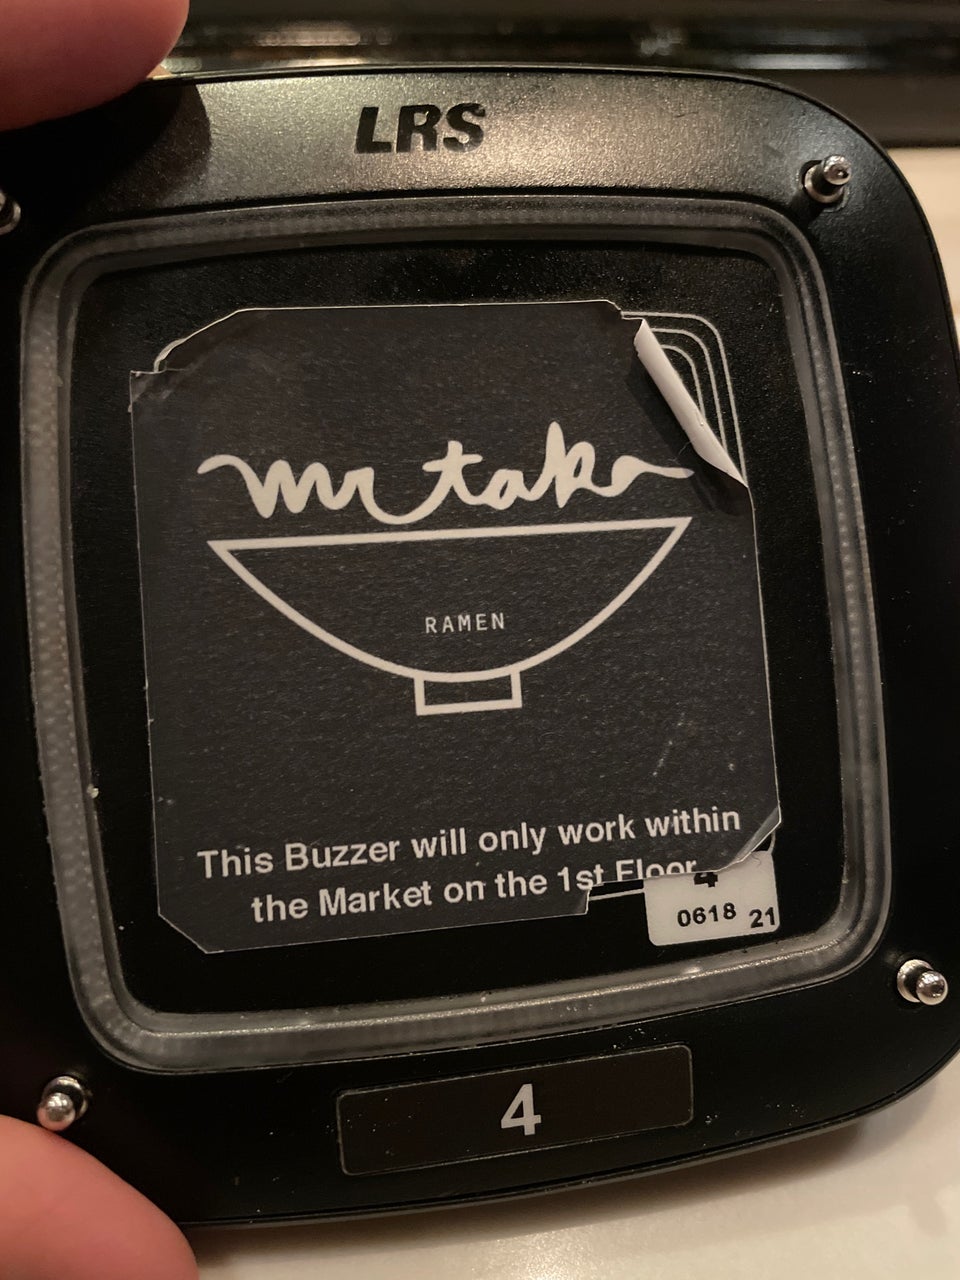 LRS
mr taka
RAMEN
This Buzzer will only work within
the Market on the 1st Floor
4
0618 21
4